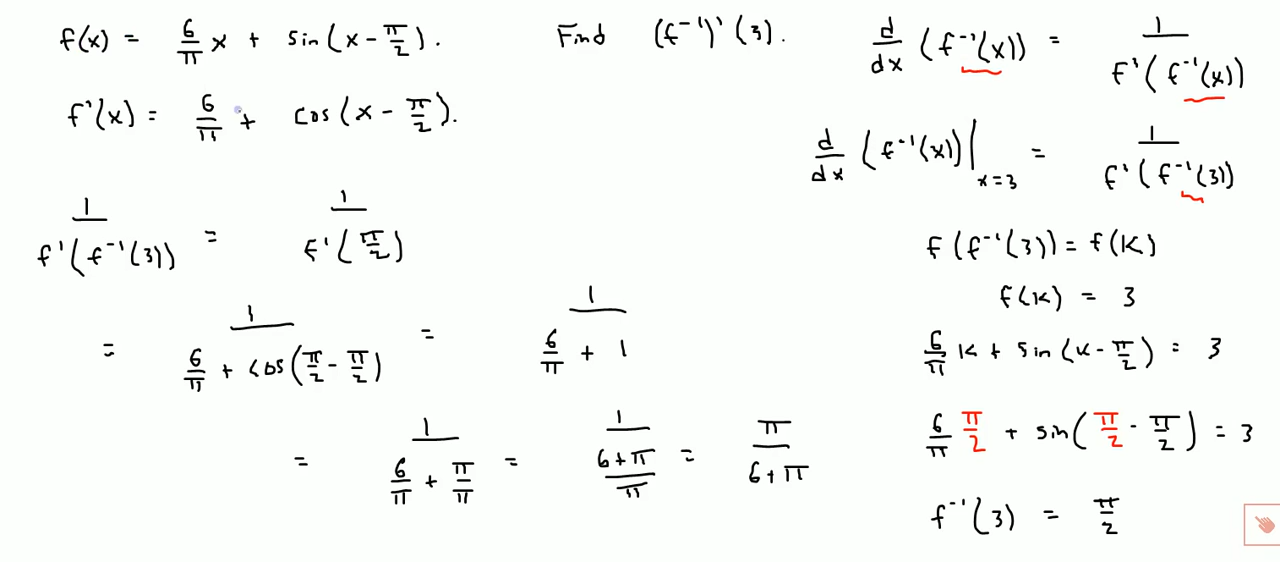 f(x) = 6/π x + sin(x - π/2). Find (f⁻¹)'(3).
f'(x) = 6/π + cos(x - π/2).
1/f'(f⁻¹(3)) = 1/f'(π/2)
= 1/(6/π + cos(π/2 - π/2)) = 1/(6/π + 1)
= 1/(6/π + π/π) = 1/((6+π)/π) = π/(6+π)
d/dx (f⁻¹(x)) = 1/F'(f⁻¹(x))
d/dx (f⁻¹(x))|ₓ₌₃ = 1/f'(f⁻¹(3))
f(f⁻¹(3)) = f(K)
f(K) = 3
6/π K + sin(K - π/2) = 3
6/π π/2 + sin(π/2 - π/2) = 3
f⁻¹(3) = π/2